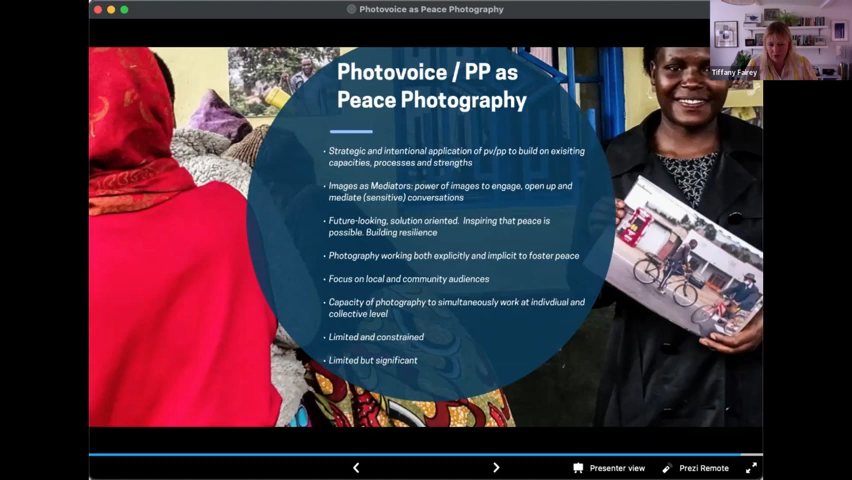 Photovoice as Peace Photography
Tiffany Fairey
Photovoice / PP as
Peace Photography
• Strategic and intentional application of pv/pp to build on exisiting
capacities, processes and strengths
• Images as Mediators: power of images to engage, open up and
mediate (sensitive) conversations
• Future-looking, solution oriented. Inspiring that peace is
possible. Building resilience
• Photography working both explicitly and implicit to foster peace
• Focus on local and community audiences
• Capacity of photography to simultaneously work at indivdiual and
collective level
• Limited and constrained
• Limited but significant
Presenter view
Prezi Remote